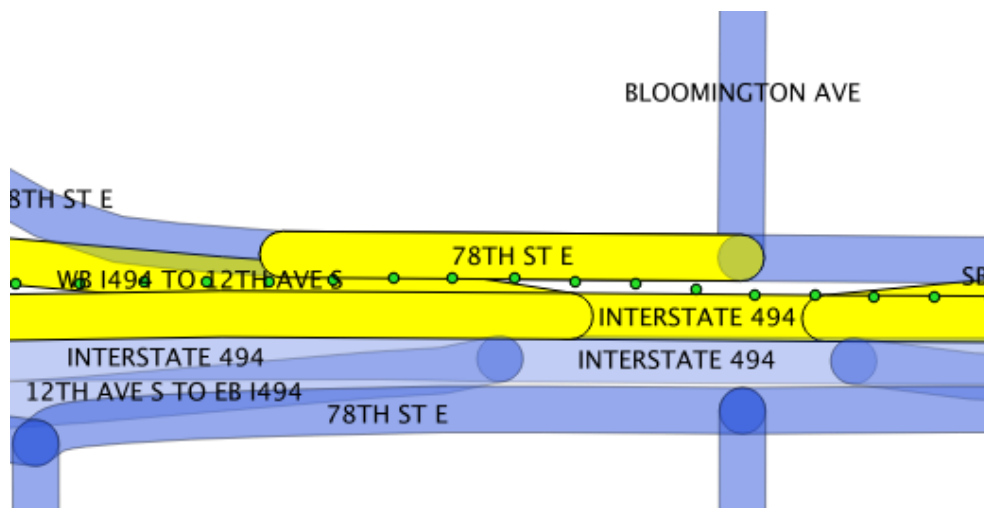 BLOOMINGTON AVE
8TH ST E
78TH ST E
WB I494 TO 12TH AVE S
SB
INTERSTATE 494
INTERSTATE 494
INTERSTATE 494
12TH AVE S TO EB I494
78TH ST E